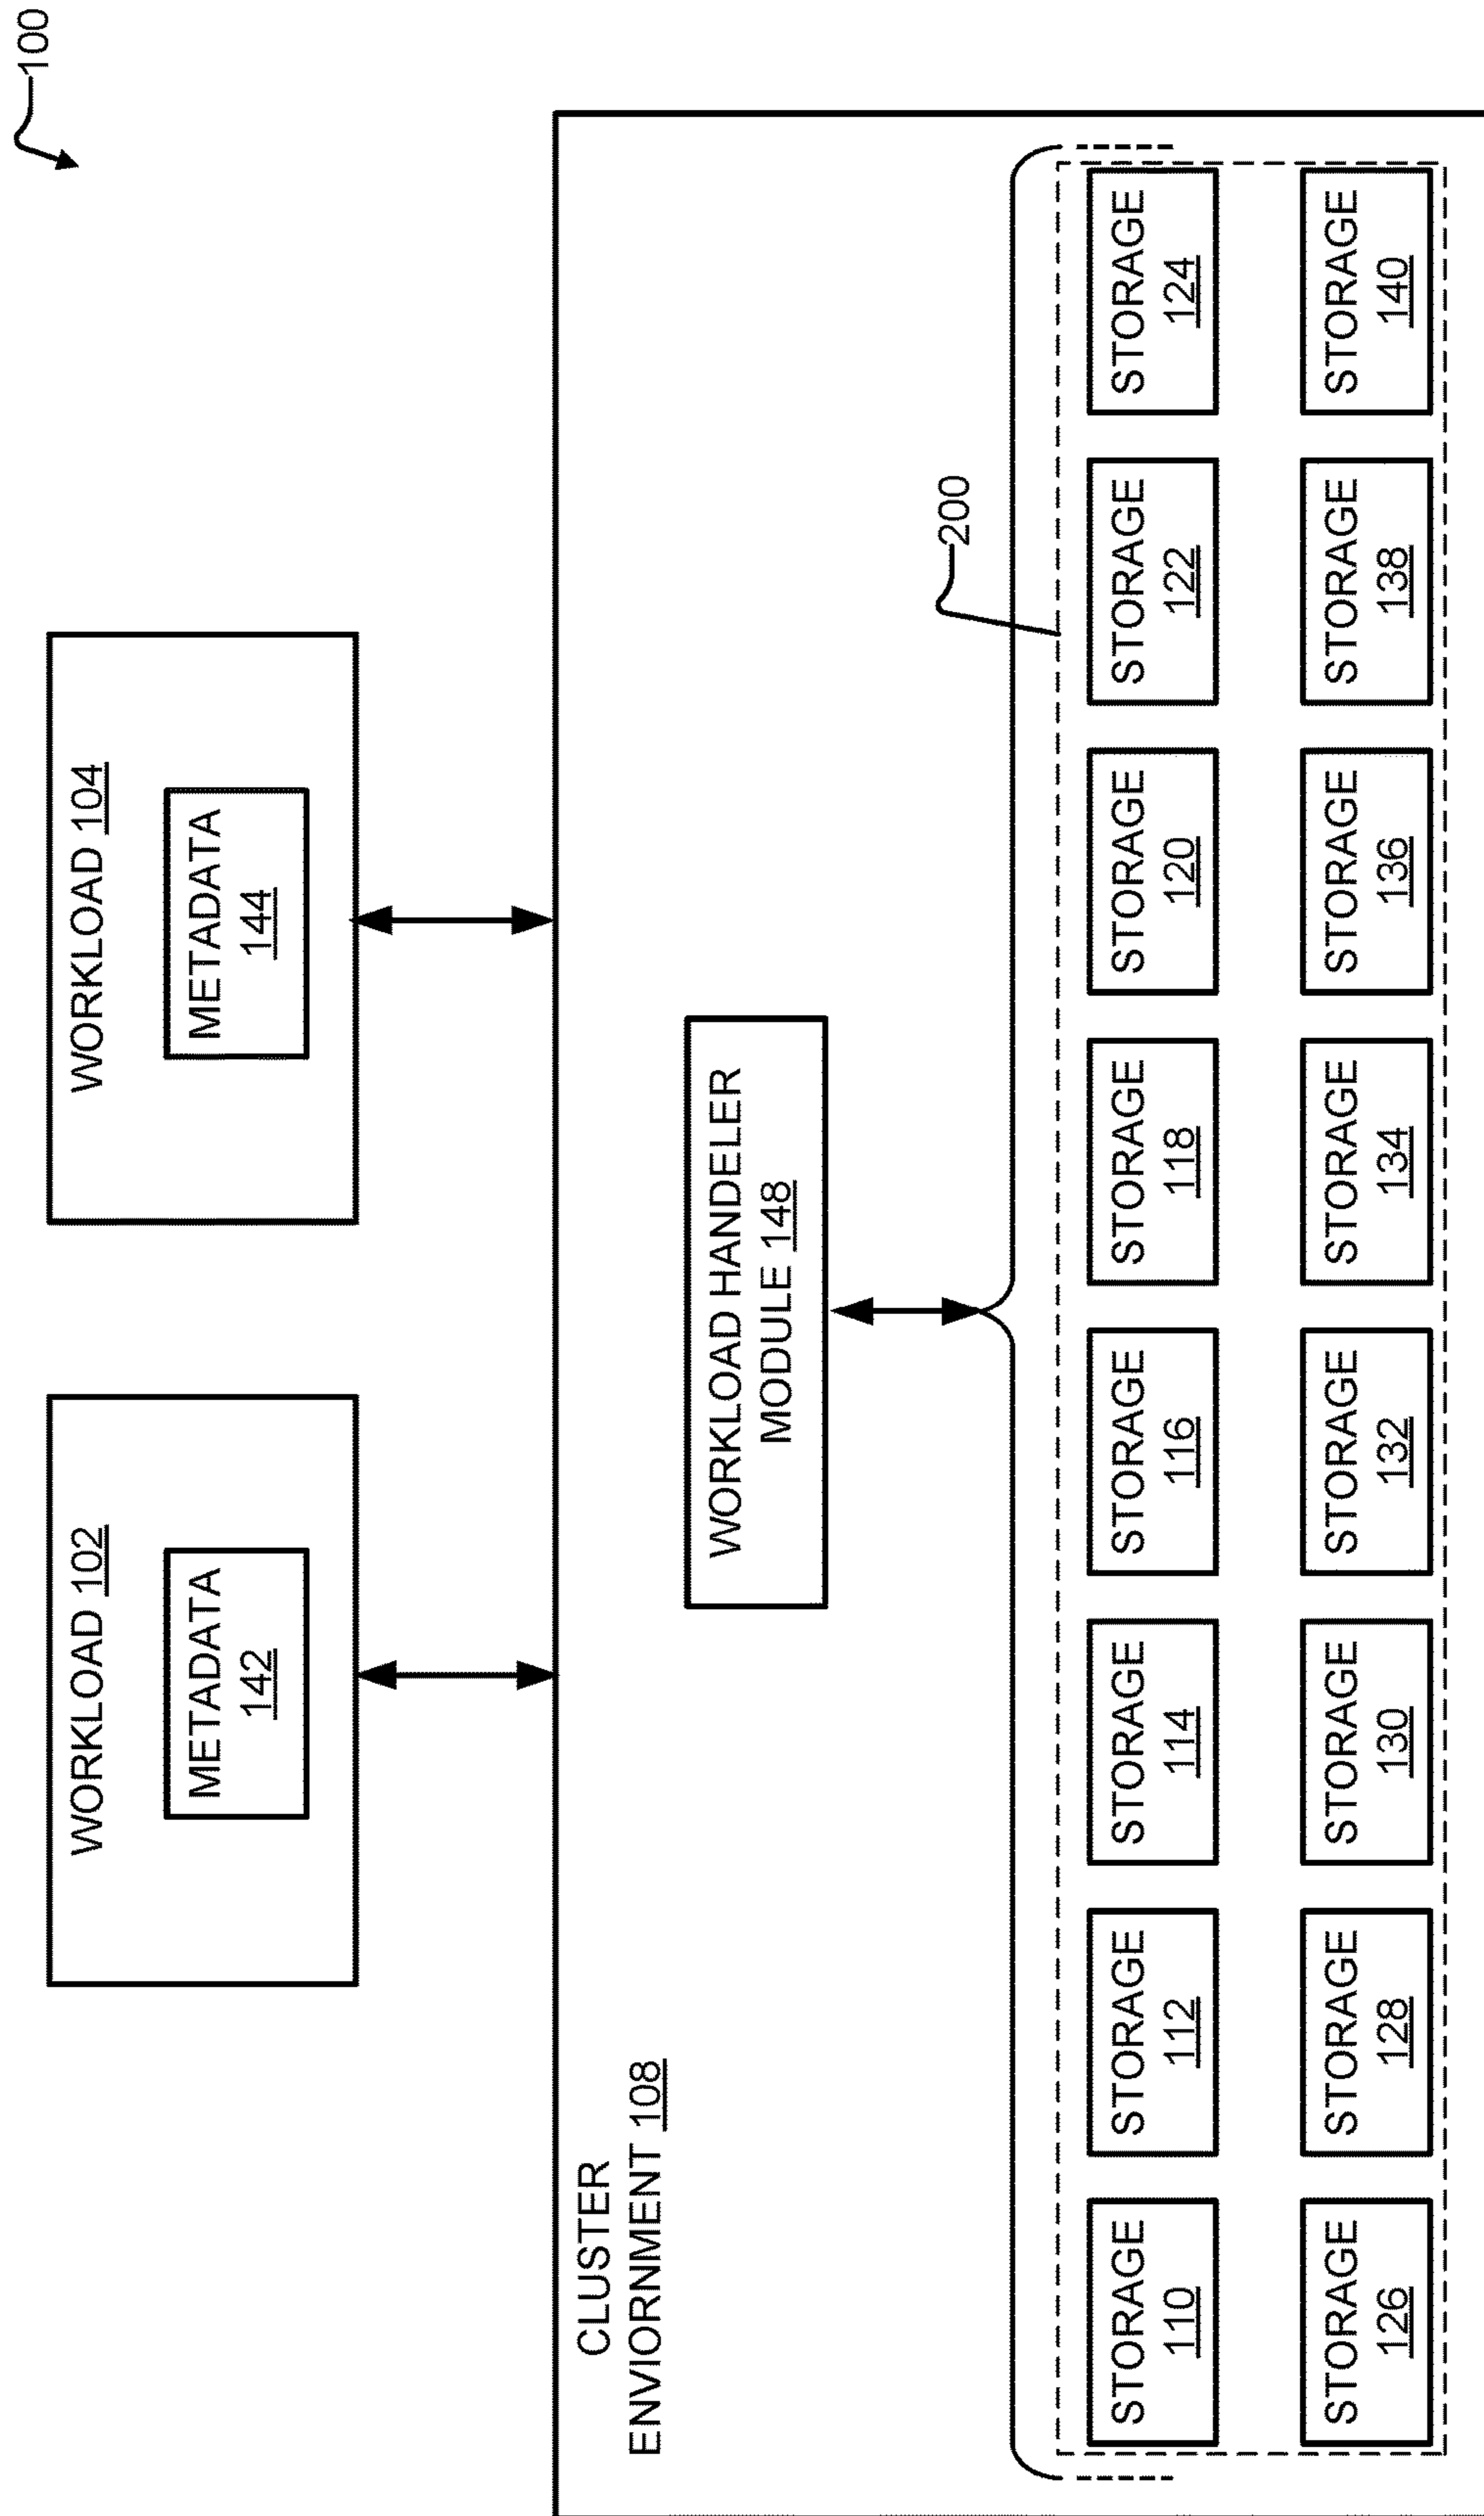 100
WORKLOAD 102
METADATA
142
WORKLOAD 104
METADATA
144
CLUSTER
ENVIORNMENT 108
WORKLOAD HANDELER
MODULE 148
200
STORAGE
110
STORAGE
112
STORAGE
114
STORAGE
116
STORAGE
118
STORAGE
120
STORAGE
122
STORAGE
124
STORAGE
126
STORAGE
128
STORAGE
130
STORAGE
132
STORAGE
134
STORAGE
136
STORAGE
138
STORAGE
140